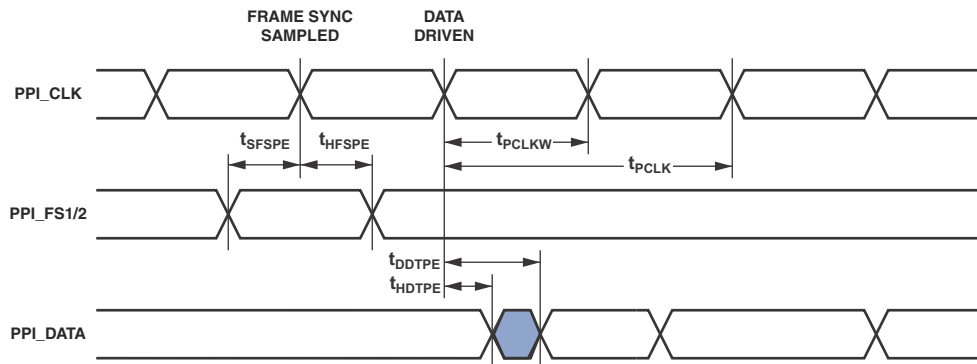 FRAME SYNC
SAMPLED
DATA
DRIVEN
PPI_CLK
tSFSPE
tHFSPE
tPCLKW
tPCLK
PPI_FS1/2
tDDTPE
tHDTPE
PPI_DATA